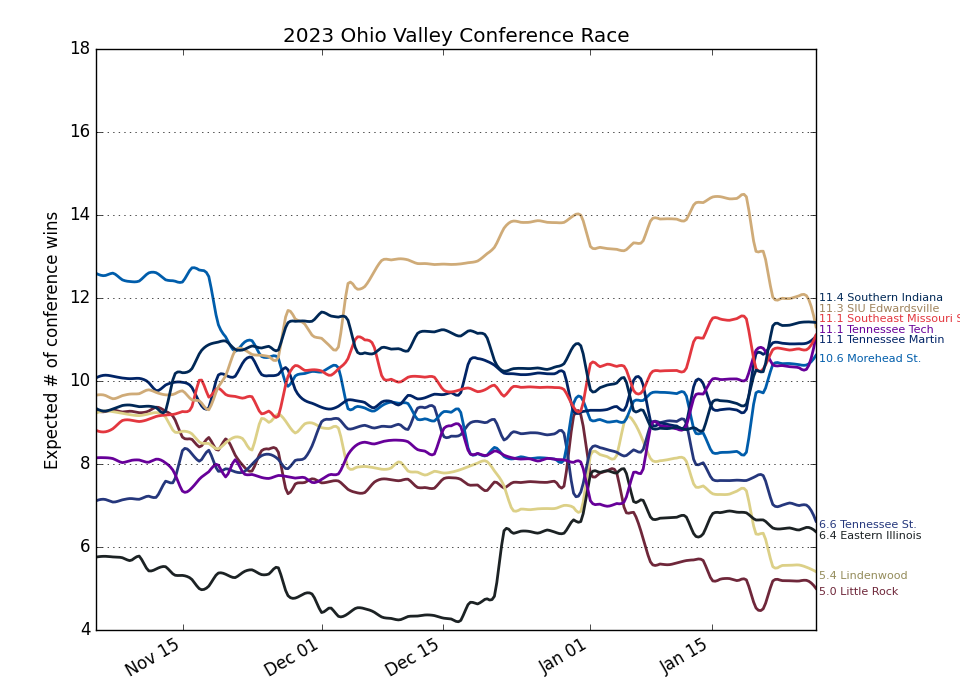 2023 Ohio Valley Conference Race
Expected # of conference wins
18
16
14
12
10
8
6
4
Nov 15
Dec 01
Dec 15
Jan 01
Jan 15
11.4 Southern Indiana
11.3 SIU Edwardsville
11.1 Southeast Missouri S
11.1 Tennessee Tech
11.1 Tennessee Martin
10.6 Morehead St.
6.6 Tennessee St.
6.4 Eastern Illinois
5.4 Lindenwood
5.0 Little Rock